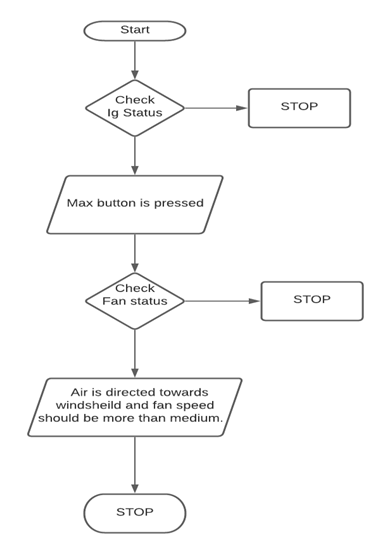 Start
Check
Ig Status
STOP
Max button is pressed
Check
Fan status
STOP
Air is directed towards
windsheild and fan speed
should be more than medium.
STOP